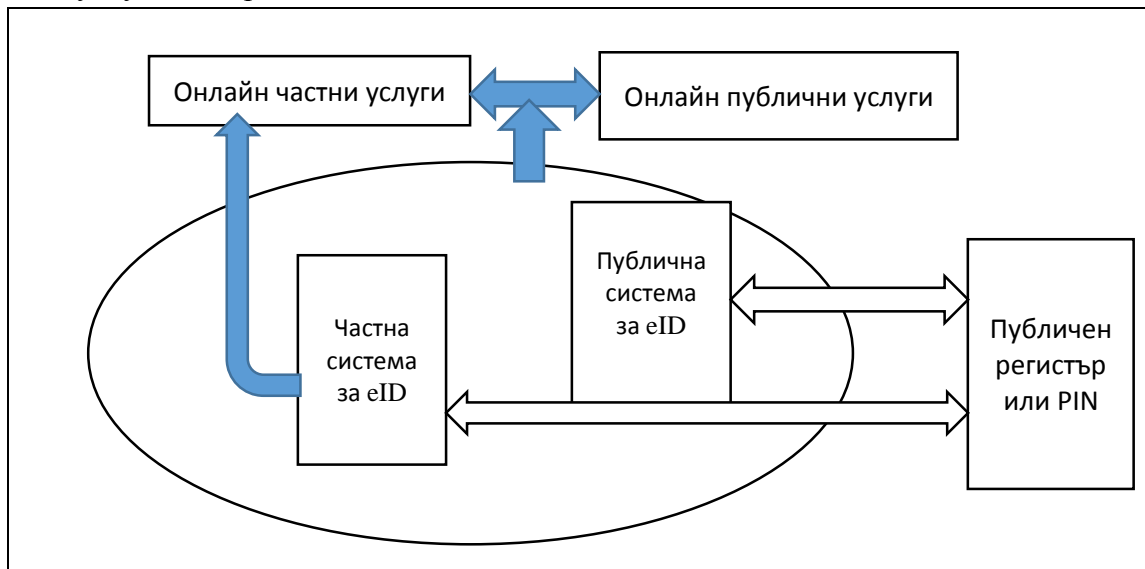 Онлайн частни услуги
Онлайн публични услуги
Публична
система
за eID
Частна
система
за eID
Публичен
регистър
или PIN